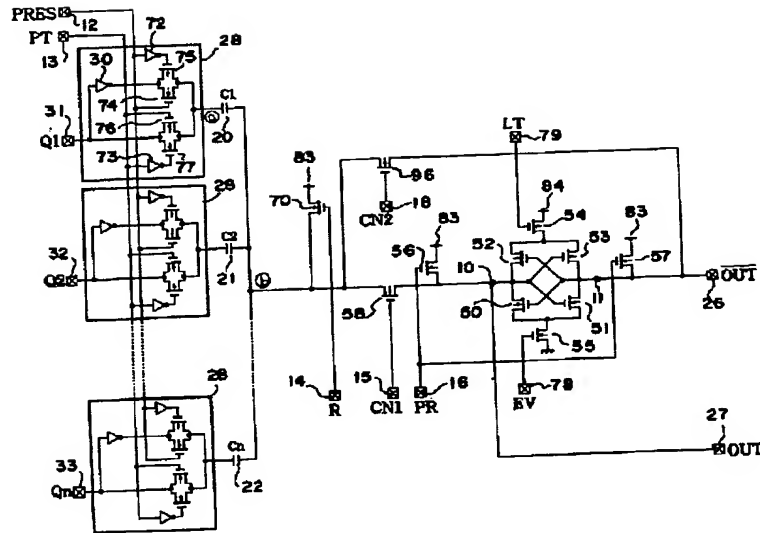 PRES 12 72
PT 28
13 30 75
31 74 C1 LT
76 ⓐ 20 79
Q1 83 96 84
73 77 70 18 54 83
28 CN2 83
C2 56 52 53 57
32 10 11 OUT
Q2 21 ⓑ 58 50 51 26
55
14 15 16 78
28 R CN1 PR EV 27
33 Cn OUT
Qn 22